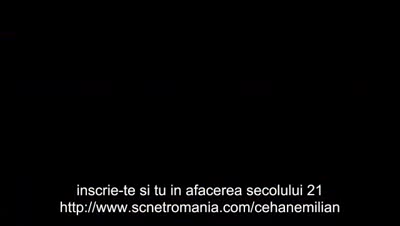 inscrie-te si tu in afacerea secolului 21
http://www.scnetromania.com/cehanemilian